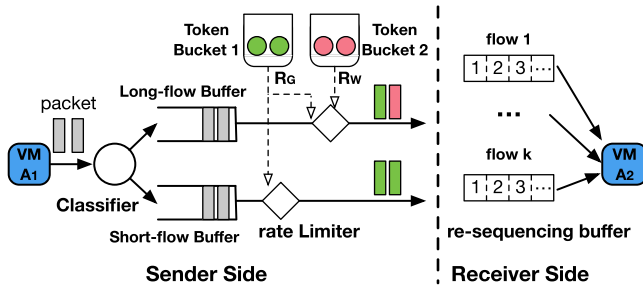 Token Bucket 1
Token Bucket 2
flow 1
RG
RW
1 2 3 ...
Long-flow Buffer
packet
...
VM A1
VM A2
flow k
Classifier
1 2 3 ...
Short-flow Buffer
rate Limiter
re-sequencing buffer
Sender Side
Receiver Side